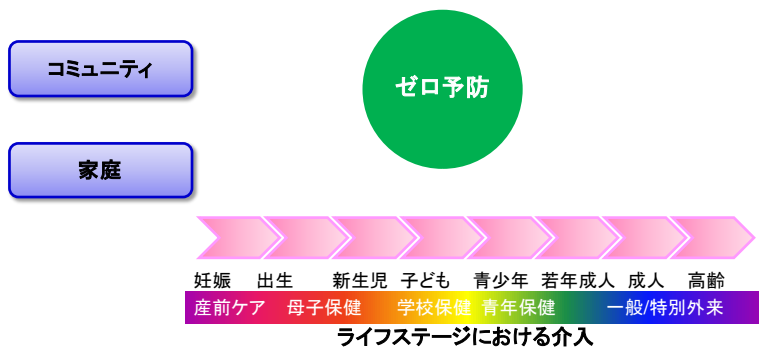 コミュニティ
ゼロ予防
家庭
妊娠 出生 新生児 子ども 青少年 若年成人 成人 高齢
産前ケア 母子保健 学校保健 青年保健 一般/特別外来
ライフステージにおける介入